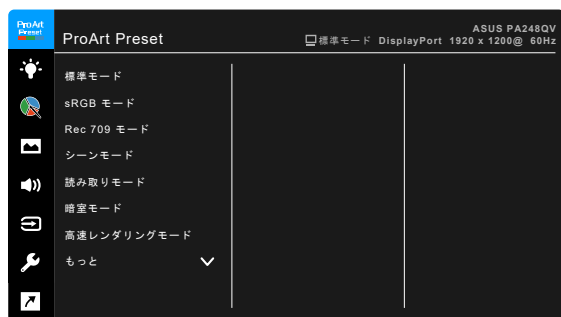 ProArt
Preset
ProArt Preset
ASUS PA248QV
標準モード DisplayPort 1920 x 1200@ 60Hz
標準モード
sRGB モード
Rec 709 モード
シーンモード
読み取りモード
暗室モード
高速レンダリングモード
もっと